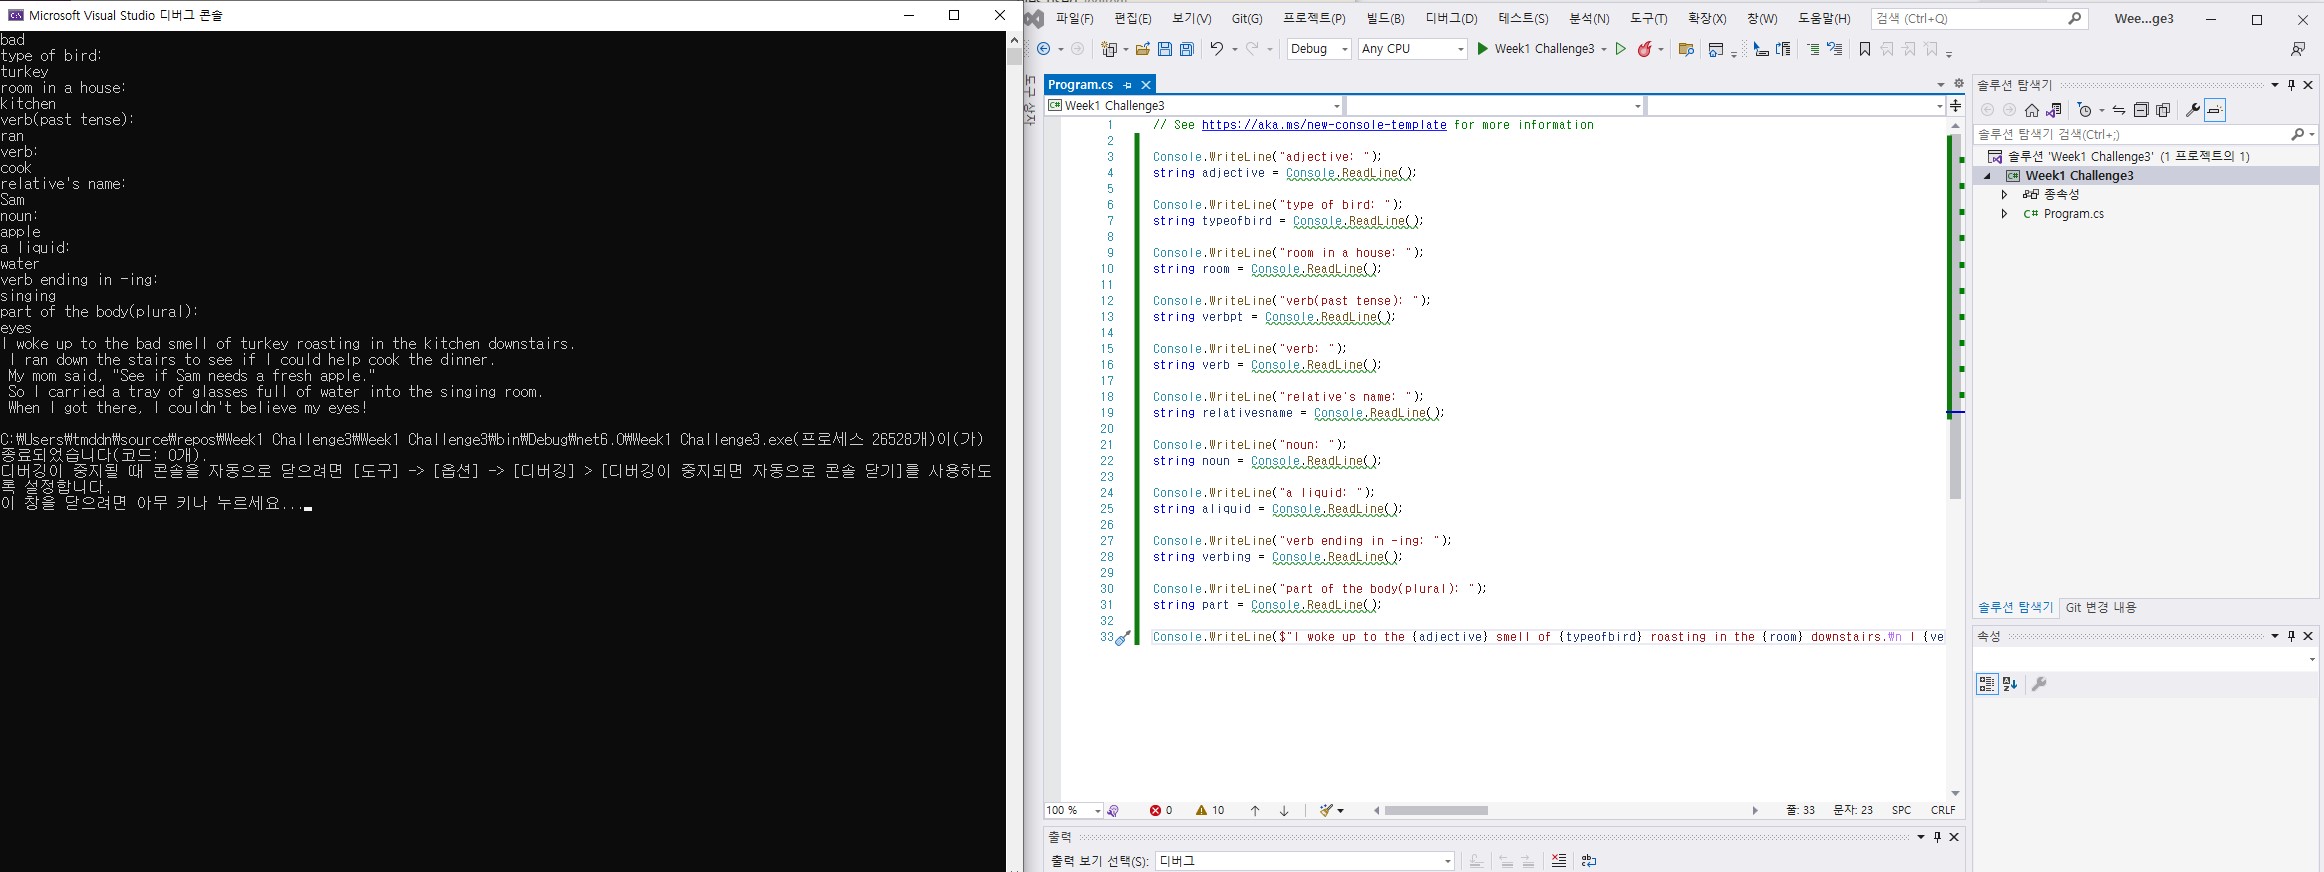 Microsoft Visual Studio 디버그 콘솔
bad
type of bird:
turkey
room in a house:
kitchen
verb(past tense):
ran
verb:
cook
relative's name:
Sam
noun:
apple
a liquid:
water
verb ending in -ing:
singing
part of the body(plural):
eyes
I woke up to the bad smell of turkey roasting in the kitchen downstairs.
I ran down the stairs to see if I could help cook the dinner.
My mom said, "See if Sam needs a fresh apple."
So I carried a tray of glasses full of water into the singing room.
When I got there, I couldn't believe my eyes!
C:₩Users₩tmddn₩source₩repos₩Week1 Challenge3₩Week1 Challenge3₩bin₩Debug₩net6.0₩Week1 Challenge3.exe(프로세스 26528개)이(가)
종료되었습니다(코드: 0개).
디버깅이 중지될 때 콘솔을 자동으로 닫으려면 [도구] -> [옵션] -> [디버깅] > [디버깅이 중지되면 자동으로 콘솔 닫기]를 사용하도
록 설정합니다.
이 창을 닫으려면 아무 키나 누르세요...
파일(F) 편집(E) 보기(V) Git(G) 프로젝트(P) 빌드(B) 디버그(D) 테스트(S) 분석(N) 도구(T) 확장(X) 창(W) 도움말(H) 검색 (Ctrl+Q) Wee...ge3
Debug Any CPU Week1 Challenge3
도구 상자
Program.cs
C# Week1 Challenge3
1 // See https://aka.ms/new-console-template for more information
2
3 Console.WriteLine("adjective: ");
4 string adjective = Console.ReadLine();
5
6 Console.WriteLine("type of bird: ");
7 string typeofbird = Console.ReadLine();
8
9 Console.WriteLine("room in a house: ");
10 string room = Console.ReadLine();
11
12 Console.WriteLine("verb(past tense): ");
13 string verbpt = Console.ReadLine();
14
15 Console.WriteLine("verb: ");
16 string verb = Console.ReadLine();
17
18 Console.WriteLine("relative's name: ");
19 string relativesname = Console.ReadLine();
20
21 Console.WriteLine("noun: ");
22 string noun = Console.ReadLine();
23
24 Console.WriteLine("a liquid: ");
25 string aliquid = Console.ReadLine();
26
27 Console.WriteLine("verb ending in -ing: ");
28 string verbing = Console.ReadLine();
29
30 Console.WriteLine("part of the body(plural): ");
31 string part = Console.ReadLine();
32
33 Console.WriteLine($"I woke up to the {adjective} smell of {typeofbird} roasting in the {room} downstairs.₩n I {ve
100 % 0 10 줄: 33 문자: 23 SPC CRLF
출력
출력 보기 선택(S): 디버그
솔루션 탐색기
솔루션 탐색기 검색(Ctrl+;)
솔루션 'Week1 Challenge3' (1 프로젝트의 1)
C# Week1 Challenge3
종속성
C# Program.cs
솔루션 탐색기 Git 변경 내용
속성